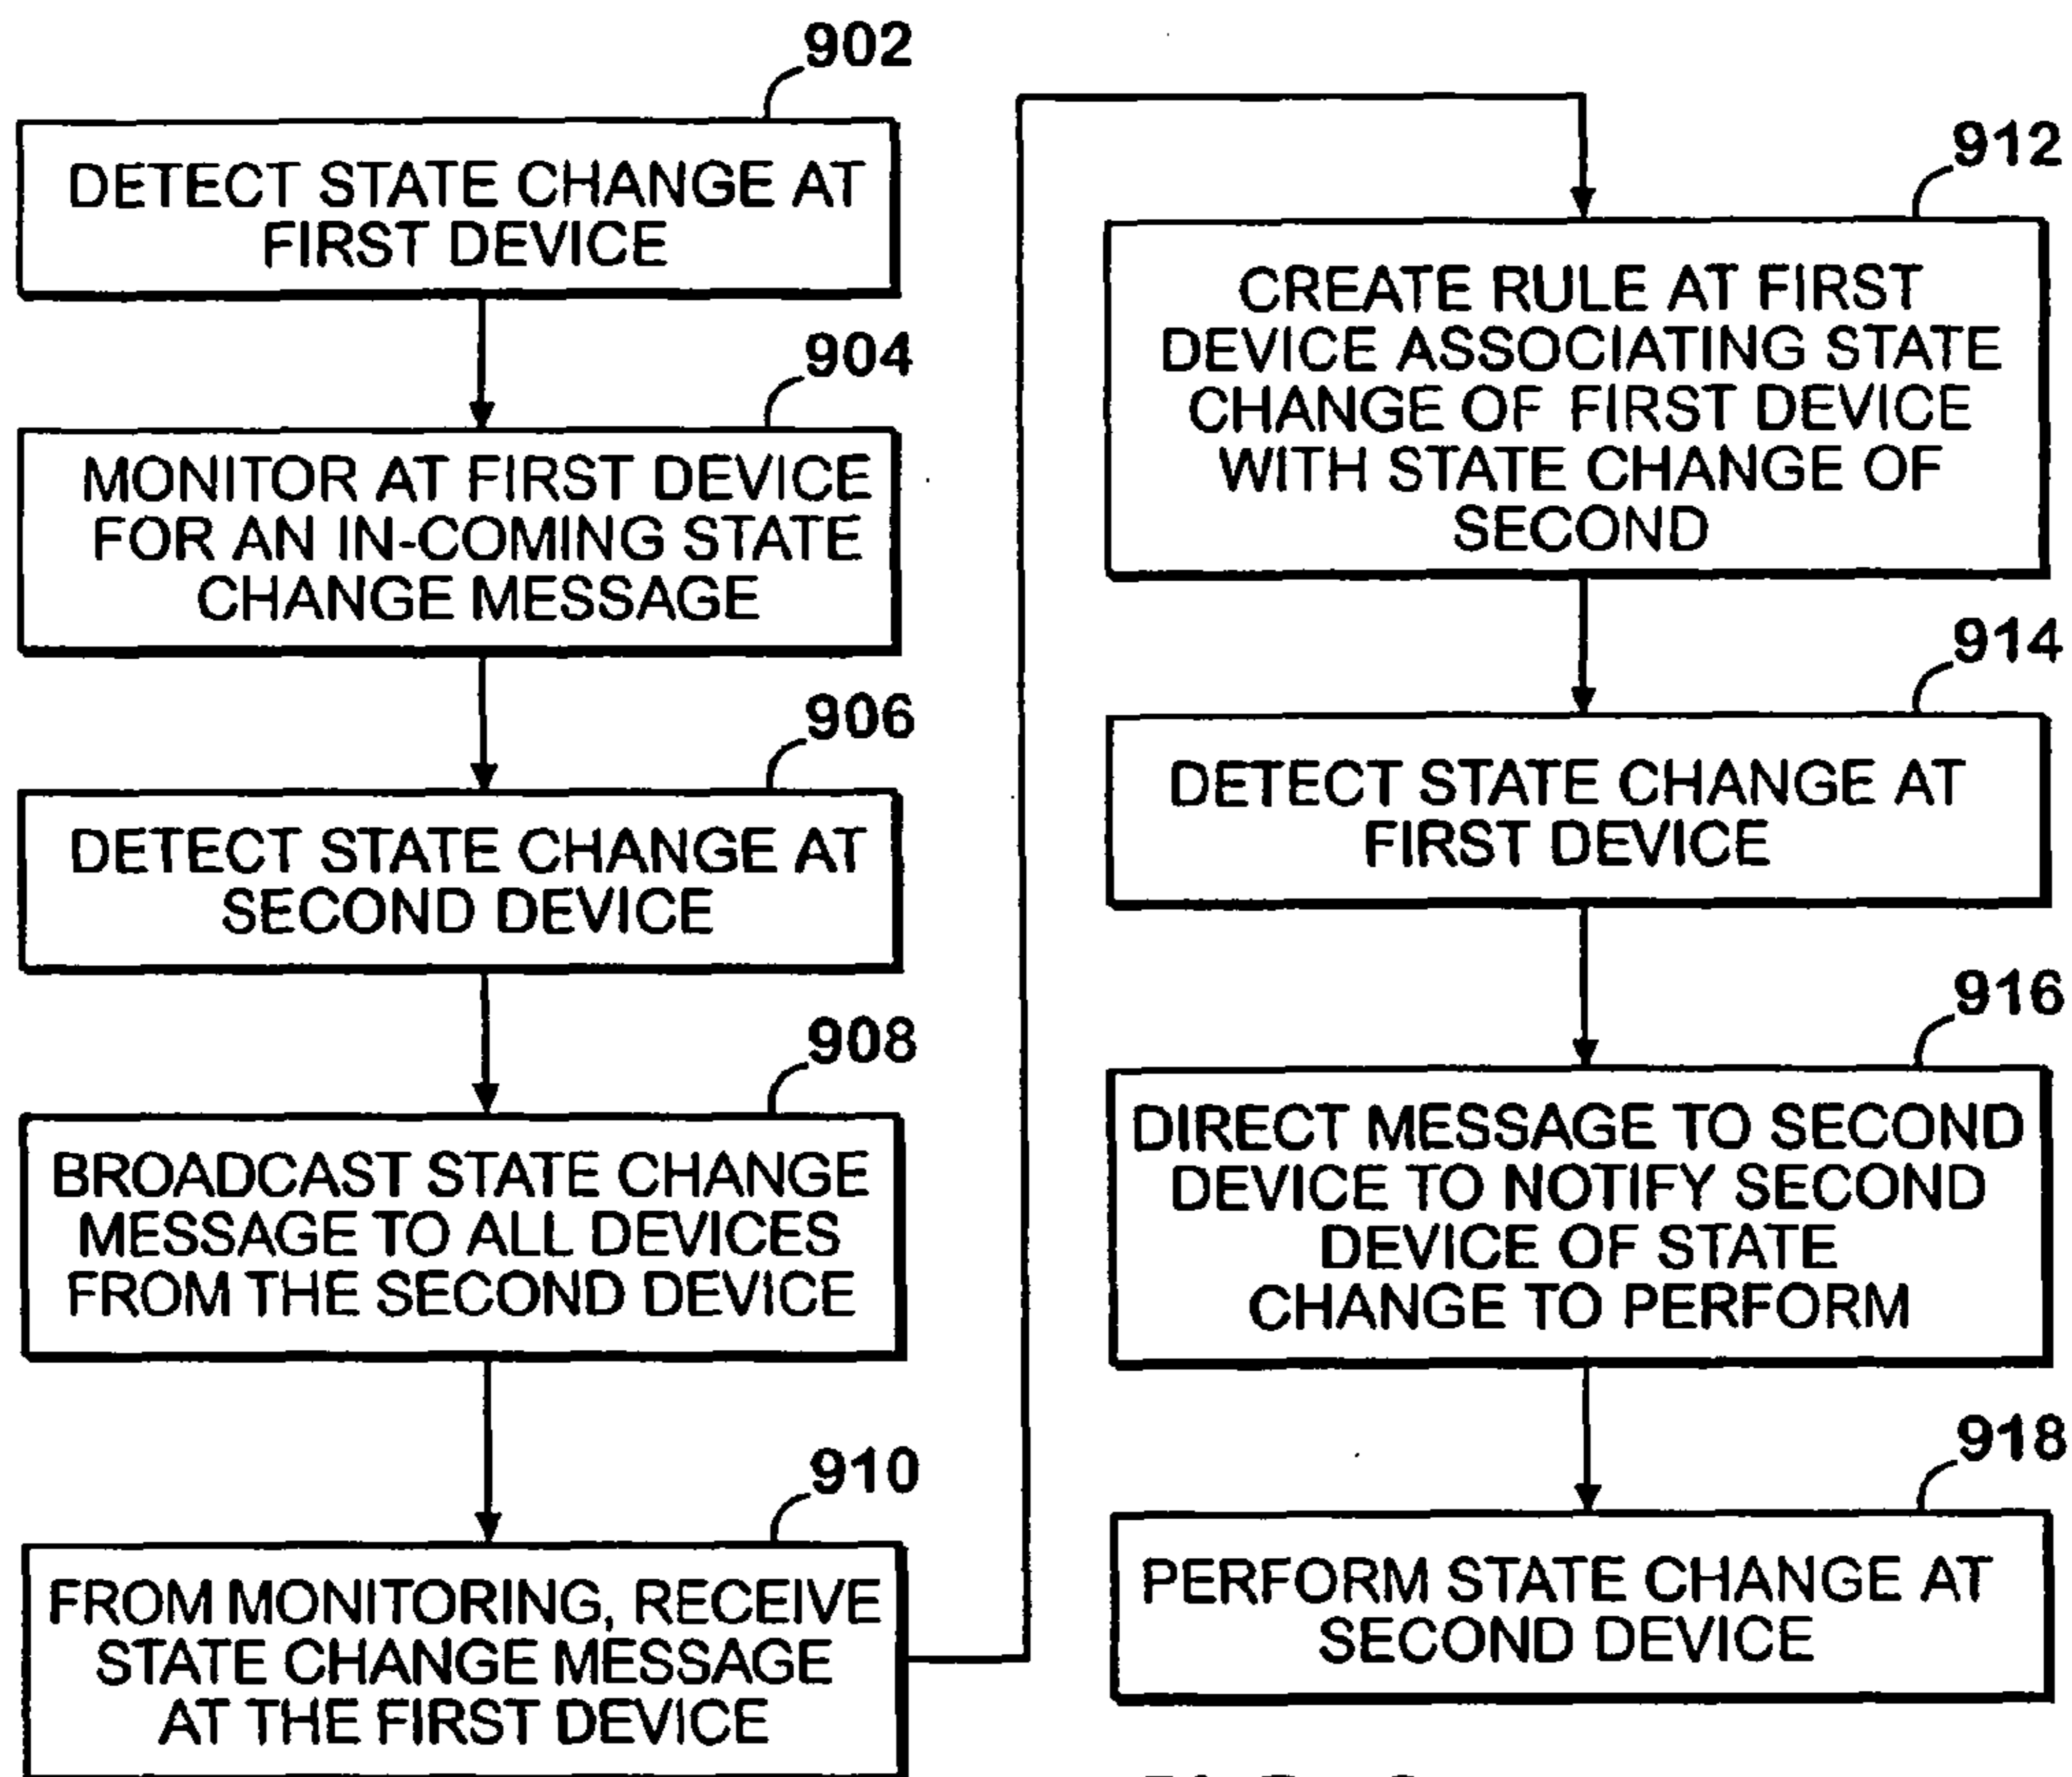 902
DETECT STATE CHANGE AT
FIRST DEVICE
904
MONITOR AT FIRST DEVICE
FOR AN IN-COMING STATE
CHANGE MESSAGE
906
DETECT STATE CHANGE AT
SECOND DEVICE
908
BROADCAST STATE CHANGE
MESSAGE TO ALL DEVICES
FROM THE SECOND DEVICE
910
FROM MONITORING, RECEIVE
STATE CHANGE MESSAGE
AT THE FIRST DEVICE
912
CREATE RULE AT FIRST
DEVICE ASSOCIATING STATE
CHANGE OF FIRST DEVICE
WITH STATE CHANGE OF
SECOND
914
DETECT STATE CHANGE AT
FIRST DEVICE
916
DIRECT MESSAGE TO SECOND
DEVICE TO NOTIFY SECOND
DEVICE OF STATE
CHANGE TO PERFORM
918
PERFORM STATE CHANGE AT
SECOND DEVICE